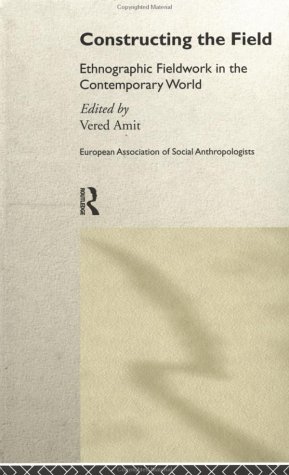 Constructing the Field
Ethnographic Fieldwork in the
Contemporary World
Edited by
Vered Amit
European Association of Social Anthropologists
ROUTLEDGE